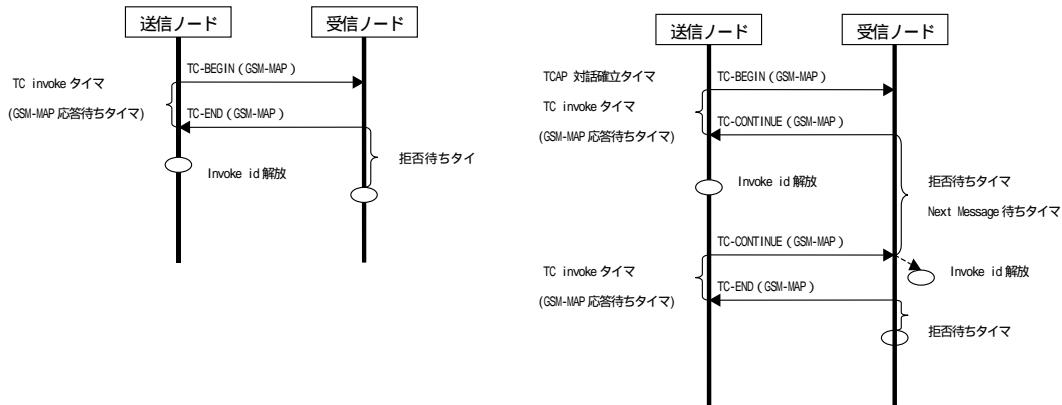 送信ノード
受信ノード
TC-BEGIN(GSM-MAP)
TC invoke タイマ
(GSM-MAP 応答待ちタイマ)
TC-END(GSM-MAP)
拒否待ちタイ
Invoke id 解放
送信ノード
受信ノード
TCAP 対話確立タイマ
TC-BEGIN(GSM-MAP)
TC invoke タイマ
(GSM-MAP 応答待ちタイマ)
TC-CONTINUE(GSM-MAP)
Invoke id 解放
拒否待ちタイマ
Next Message 待ちタイマ
TC-CONTINUE(GSM-MAP)
TC invoke タイマ
Invoke id 解放
(GSM-MAP 応答待ちタイマ)
TC-END(GSM-MAP)
拒否待ちタイマ